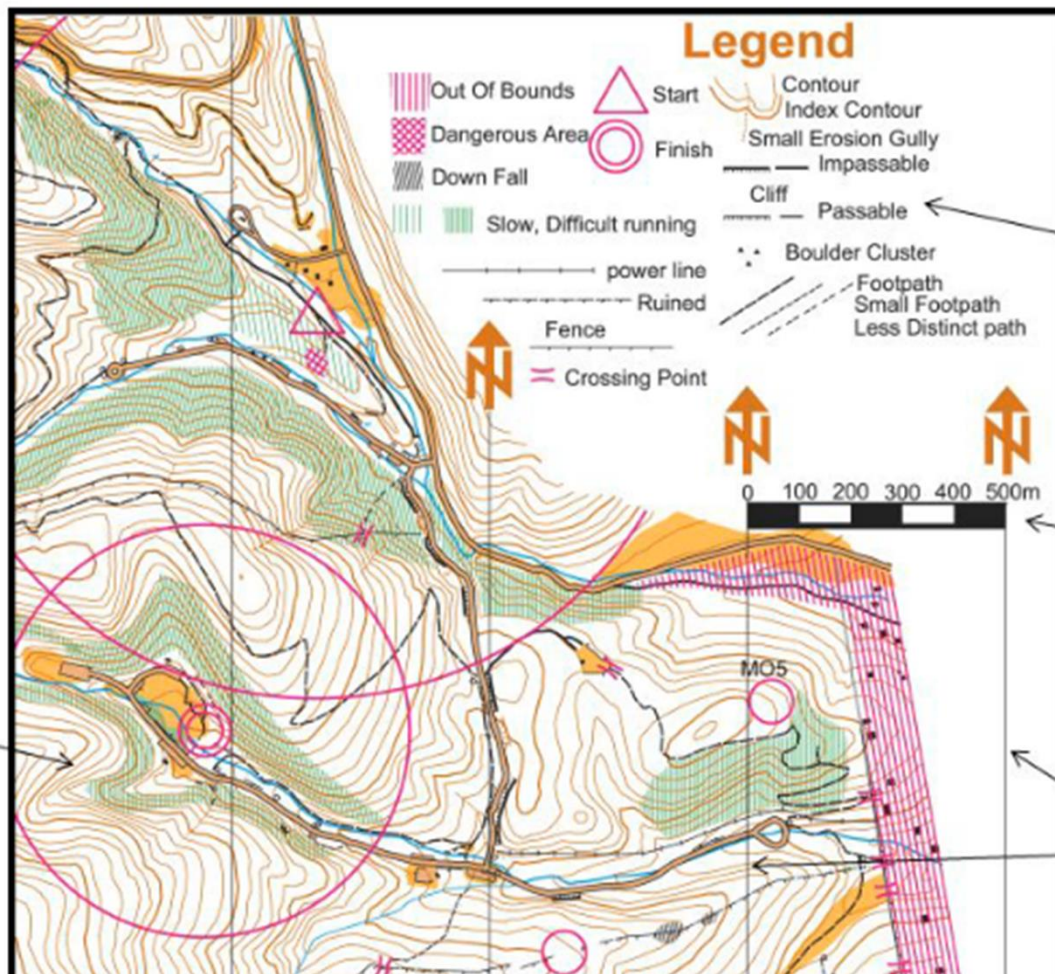 Legend
Out Of Bounds
Start
Contour
Index Contour
Dangerous Area
Finish
Small Erosion Gully
Impassable
Down Fall
Cliff
Passable
Slow, Difficult running
Boulder Cluster
power line
Footpath
Ruined
Small Footpath
Fence
Less Distinct path
Crossing Point
N
N
N
0 100 200 300 400 500m
MO5